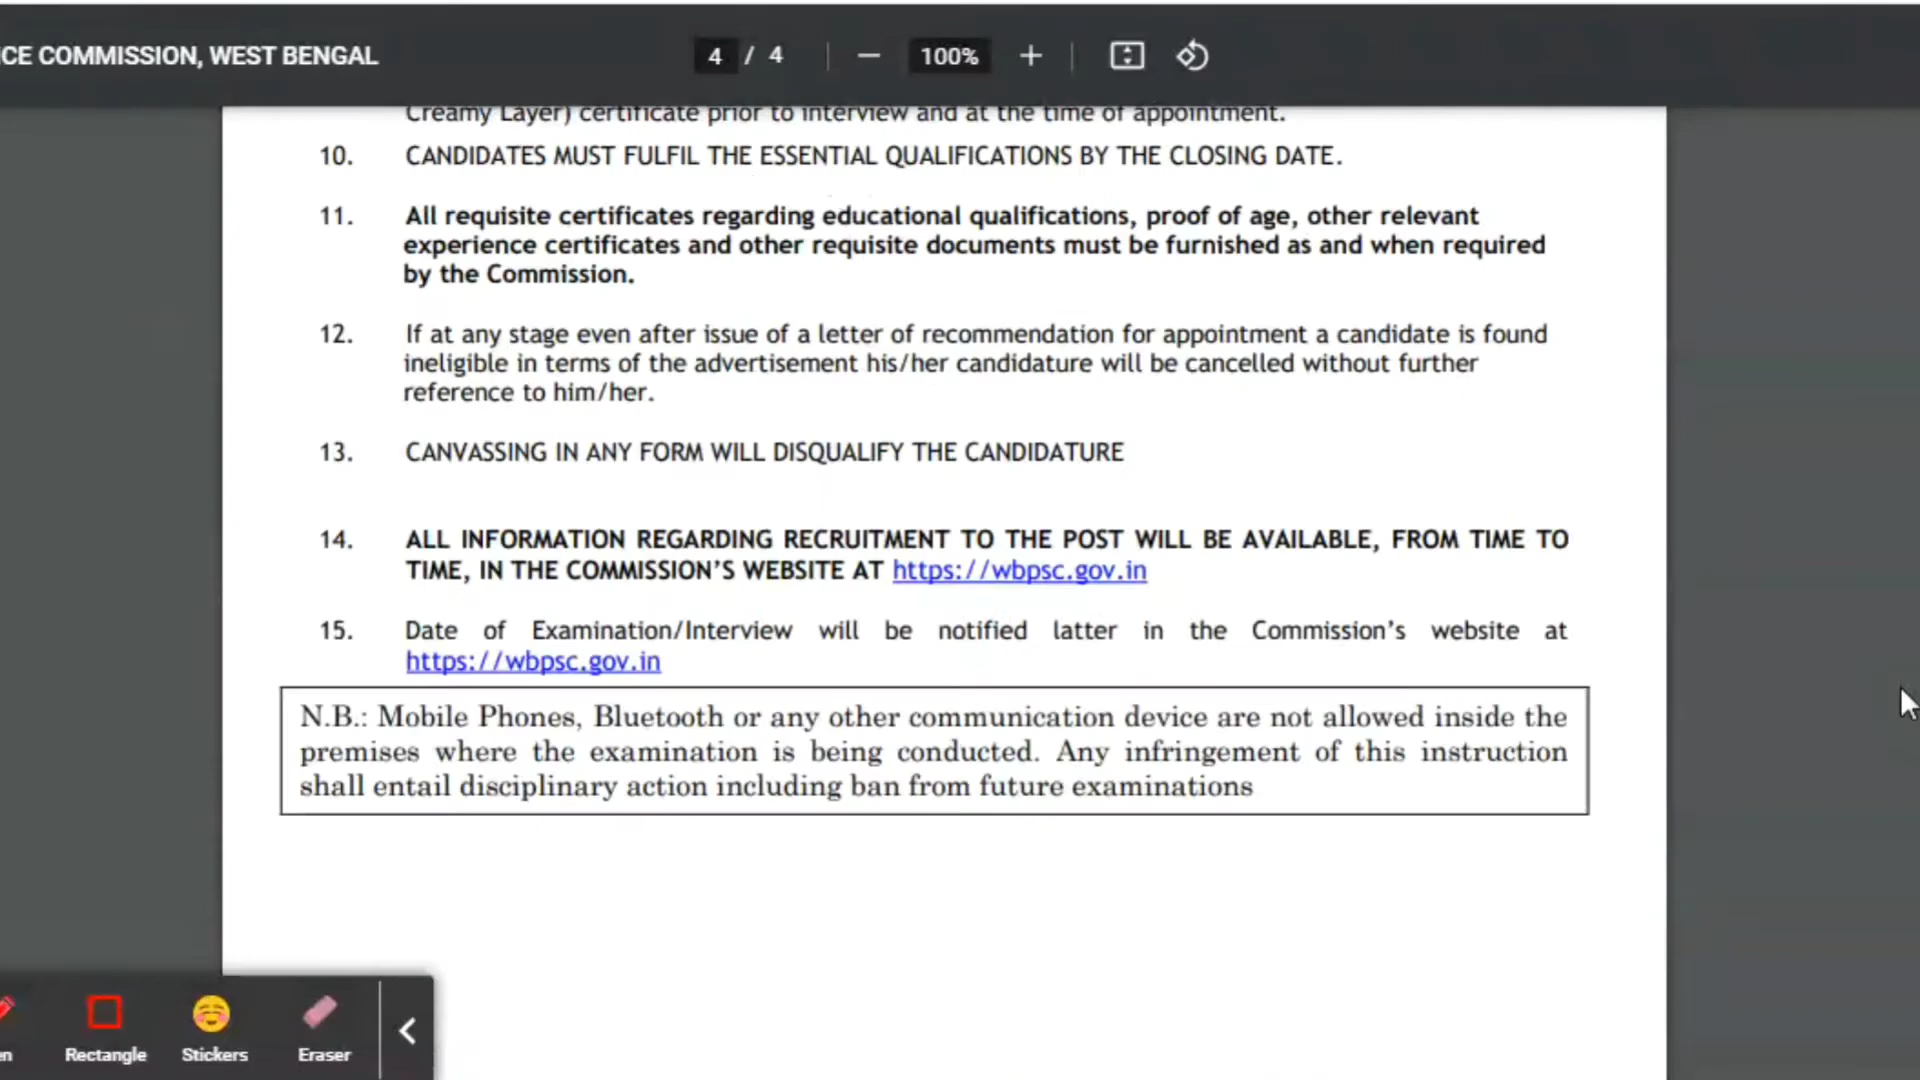 CE COMMISSION, WEST BENGAL
4 / 4
100%
Creamy Layer) certificate prior to interview and at the time of appointment.
10. CANDIDATES MUST FULFIL THE ESSENTIAL QUALIFICATIONS BY THE CLOSING DATE.
11. All requisite certificates regarding educational qualifications, proof of age, other relevant
experience certificates and other requisite documents must be furnished as and when required
by the Commission.
12. If at any stage even after issue of a letter of recommendation for appointment a candidate is found
ineligible in terms of the advertisement his/her candidature will be cancelled without further
reference to him/her.
13. CANVASSING IN ANY FORM WILL DISQUALIFY THE CANDIDATURE
14. ALL INFORMATION REGARDING RECRUITMENT TO THE POST WILL BE AVAILABLE, FROM TIME TO
TIME, IN THE COMMISSION'S WEBSITE AT https://wbpsc.gov.in
15. Date of Examination/Interview will be notified latter in the Commission's website at
https://wbpsc.gov.in
N.B.: Mobile Phones, Bluetooth or any other communication device are not allowed inside the
premises where the examination is being conducted. Any infringement of this instruction
shall entail disciplinary action including ban from future examinations
en Rectangle Stickers Eraser